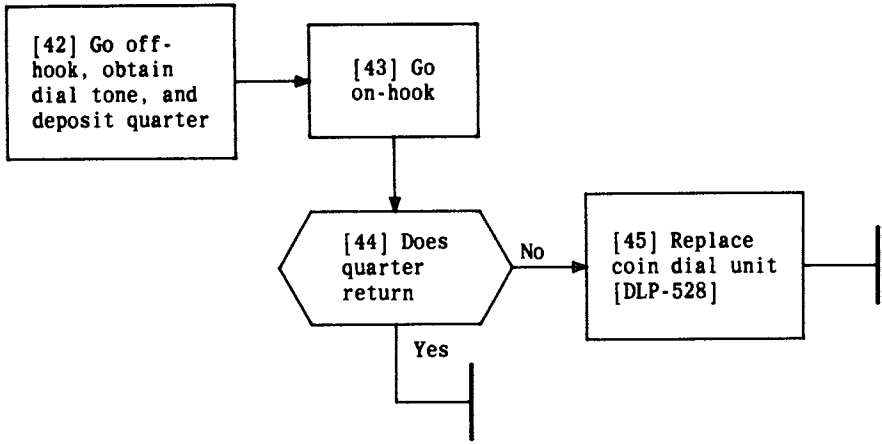 [42] Go off-
hook, obtain
dial tone, and
deposit quarter
[43] Go
on-hook
[44] Does
quarter
return
No
[45] Replace
coin dial unit
[DLP-528]
Yes